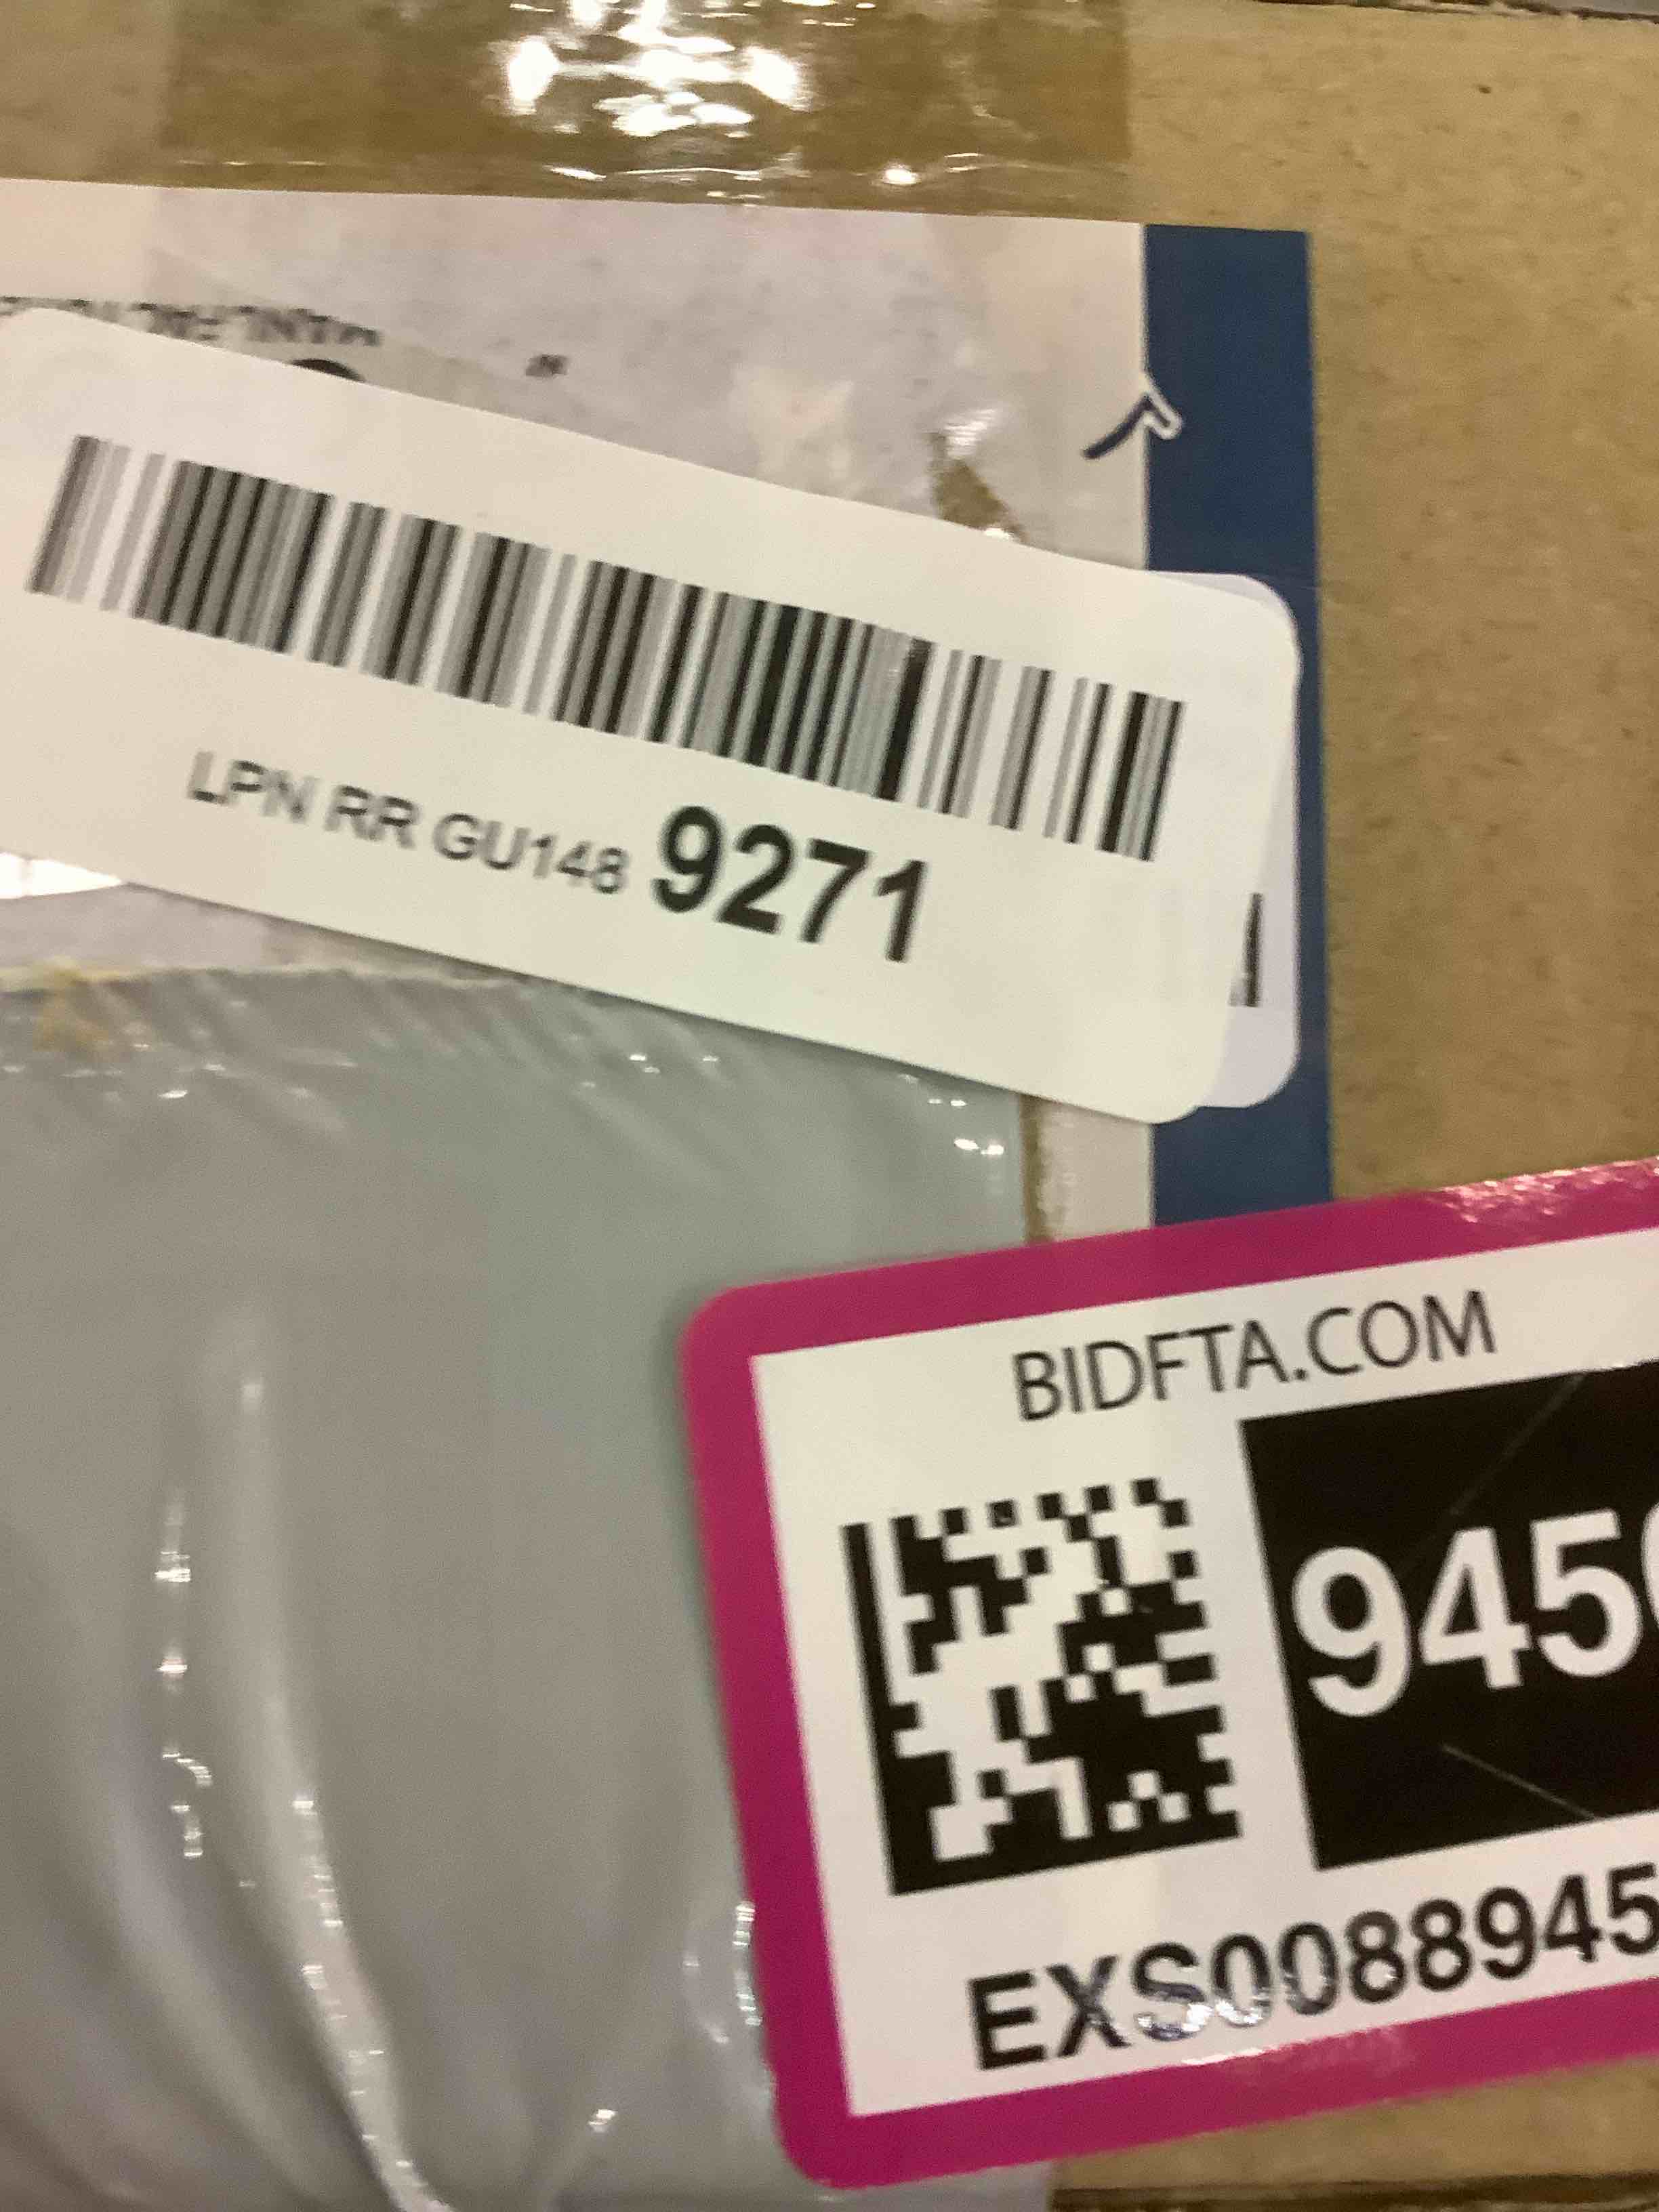 LPN RR GU148 9271
BIDFTA.COM
945
EXS0088945